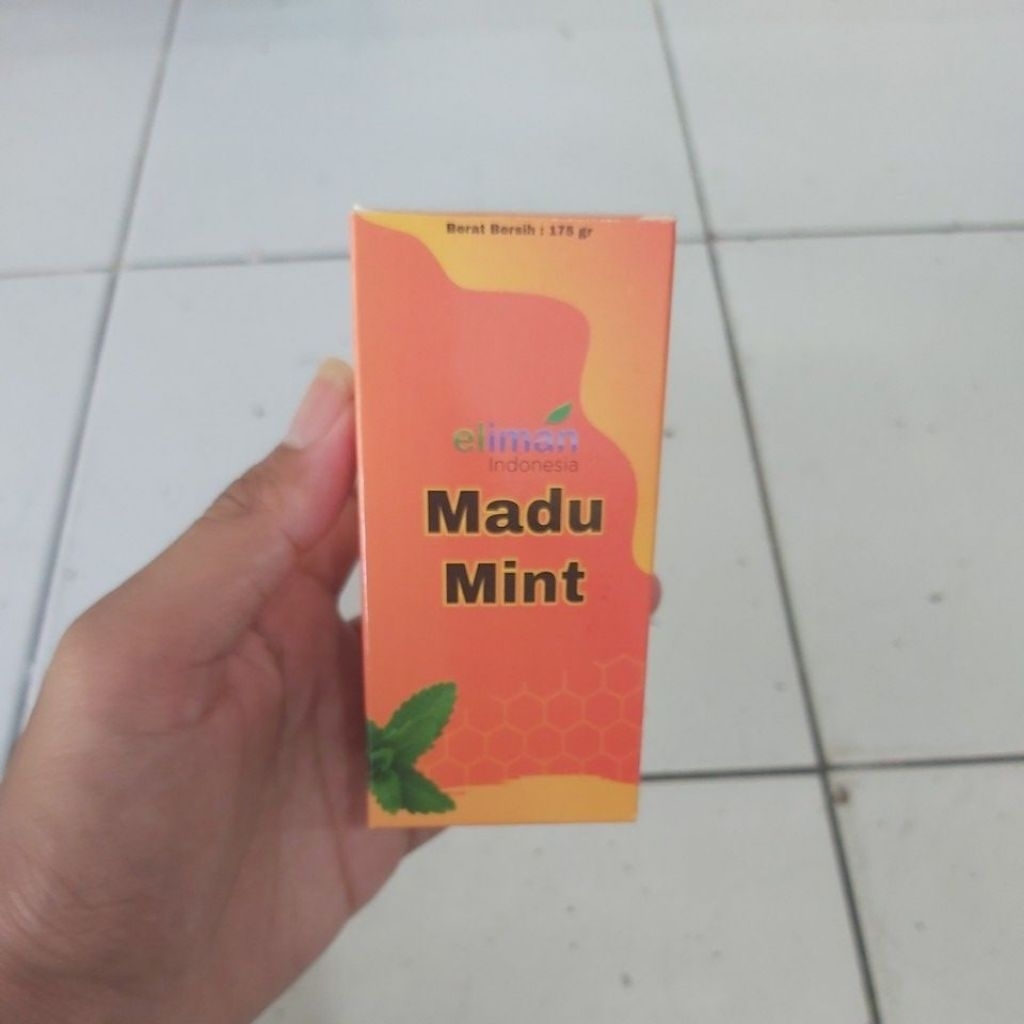 Berat Bersih : 175 gr
eliman
Indonesia
Madu
Mint